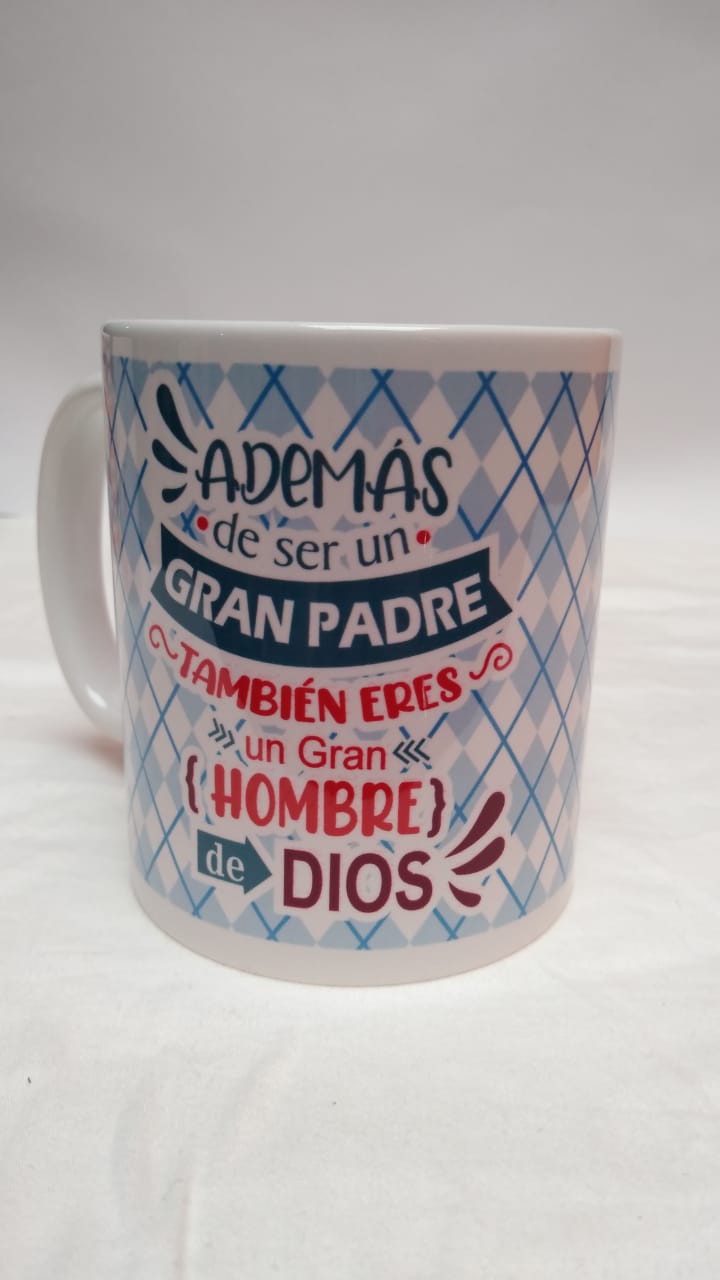 ADEMÁS
de ser un
GRAN PADRE
TAMBIÉN ERES
un Gran
{HOMBRE}
de DIOS